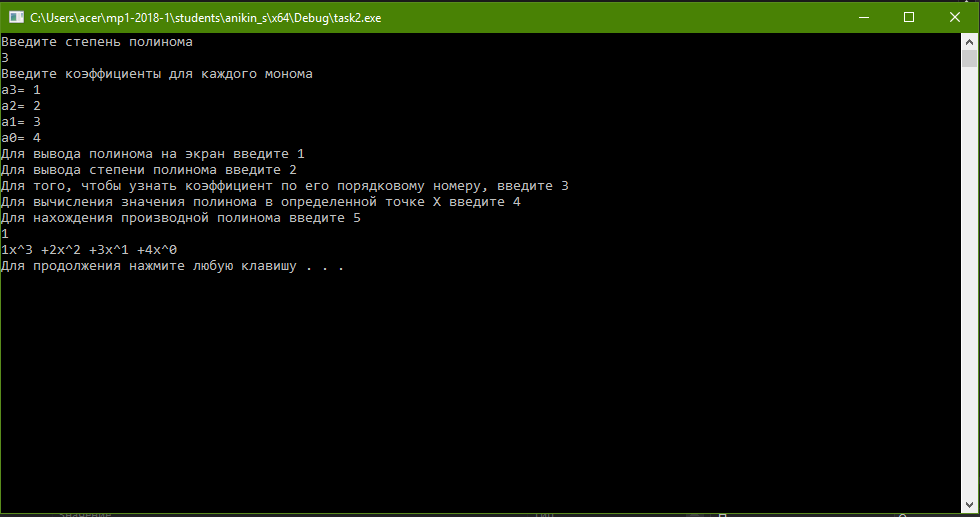 C:\Users\acer\mp1-2018-1\students\anikin_s\x64\Debug\task2.exe
Введите степень полинома
3
Введите коэффициенты для каждого монома
a3= 1
a2= 2
a1= 3
a0= 4
Для вывода полинома на экран введите 1
Для вывода степени полинома введите 2
Для того, чтобы узнать коэффициент по его порядковому номеру, введите 3
Для вычисления значения полинома в определенной точке X введите 4
Для нахождения производной полинома введите 5
1
1x^3 +2x^2 +3x^1 +4x^0
Для продолжения нажмите любую клавишу . . .